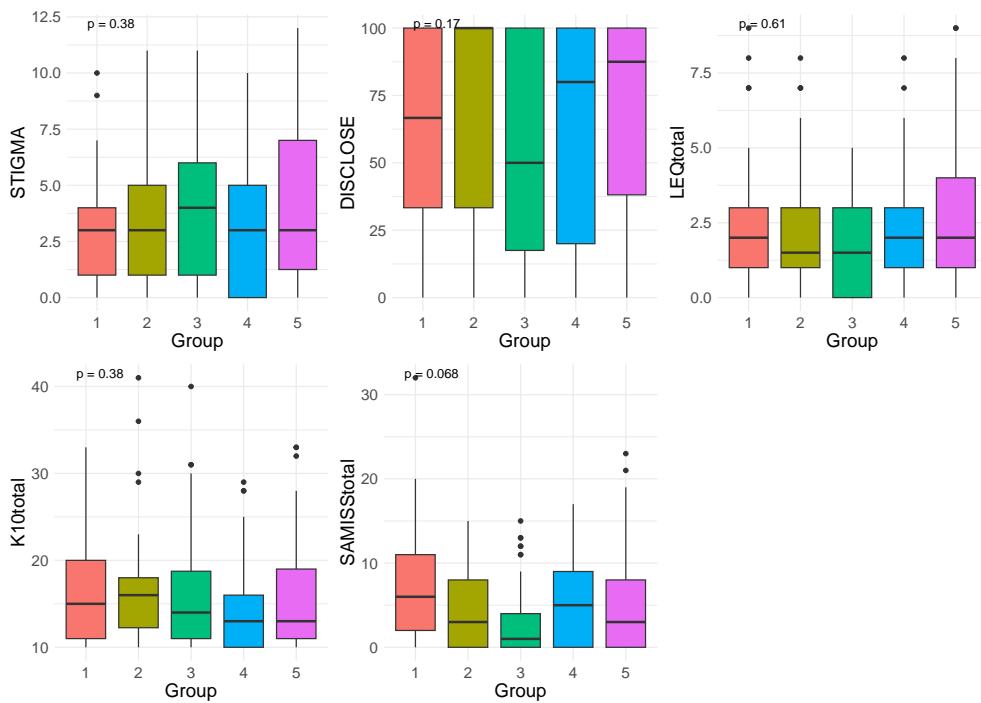 p = 0.38
12.5
10.0
7.5
5.0
2.5
0.0
STIGMA
1 2 3 4 5
Group
p = 0.17
100
75
50
25
0
DISCLOSE
1 2 3 4 5
Group
p = 0.61
7.5
5.0
2.5
0.0
LEQtotal
1 2 3 4 5
Group
p = 0.38
40
30
20
10
K10total
1 2 3 4 5
Group
p = 0.068
30
20
10
0
SAMISStotal
1 2 3 4 5
Group